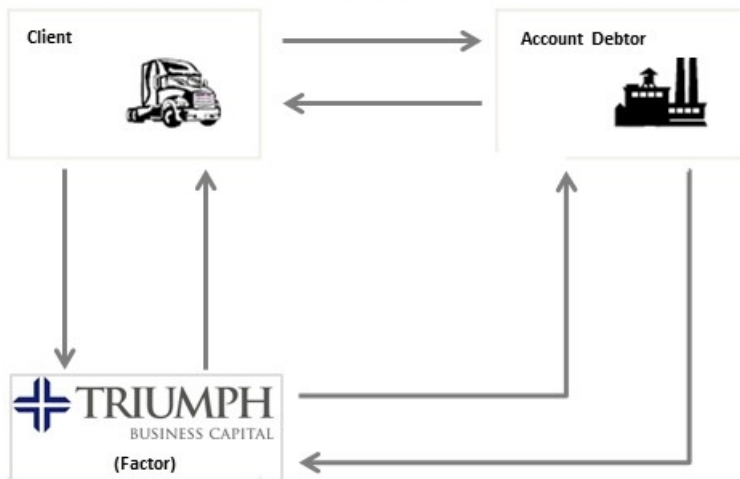 Client
Account Debtor
TRIUMPH
BUSINESS CAPITAL
(Factor)